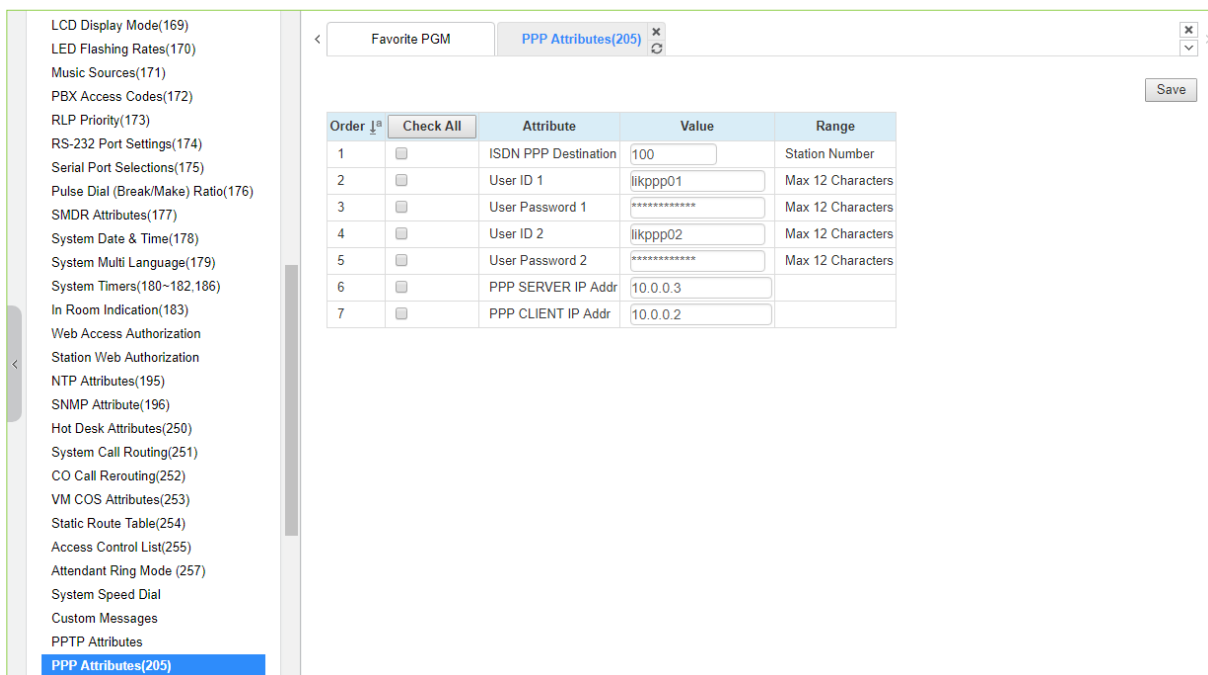 LCD Display Mode(169)
LED Flashing Rates(170)
Music Sources(171)
PBX Access Codes(172)
RLP Priority(173)
RS-232 Port Settings(174)
Serial Port Selections(175)
Pulse Dial (Break/Make) Ratio(176)
SMDR Attributes(177)
System Date & Time(178)
System Multi Language(179)
System Timers(180~182,186)
In Room Indication(183)
Web Access Authorization
Station Web Authorization
NTP Attributes(195)
SNMP Attribute(196)
Hot Desk Attributes(250)
System Call Routing(251)
CO Call Rerouting(252)
VM COS Attributes(253)
Static Route Table(254)
Access Control List(255)
Attendant Ring Mode (257)
System Speed Dial
Custom Messages
PPTP Attributes
PPP Attributes(205)
Favorite PGM PPP Attributes(205)
Save
Order Check All Attribute Value Range
1 ISDN PPP Destination 100 Station Number
2 User ID 1 likppp01 Max 12 Characters
3 User Password 1 ************ Max 12 Characters
4 User ID 2 likppp02 Max 12 Characters
5 User Password 2 ************ Max 12 Characters
6 PPP SERVER IP Addr 10.0.0.3
7 PPP CLIENT IP Addr 10.0.0.2